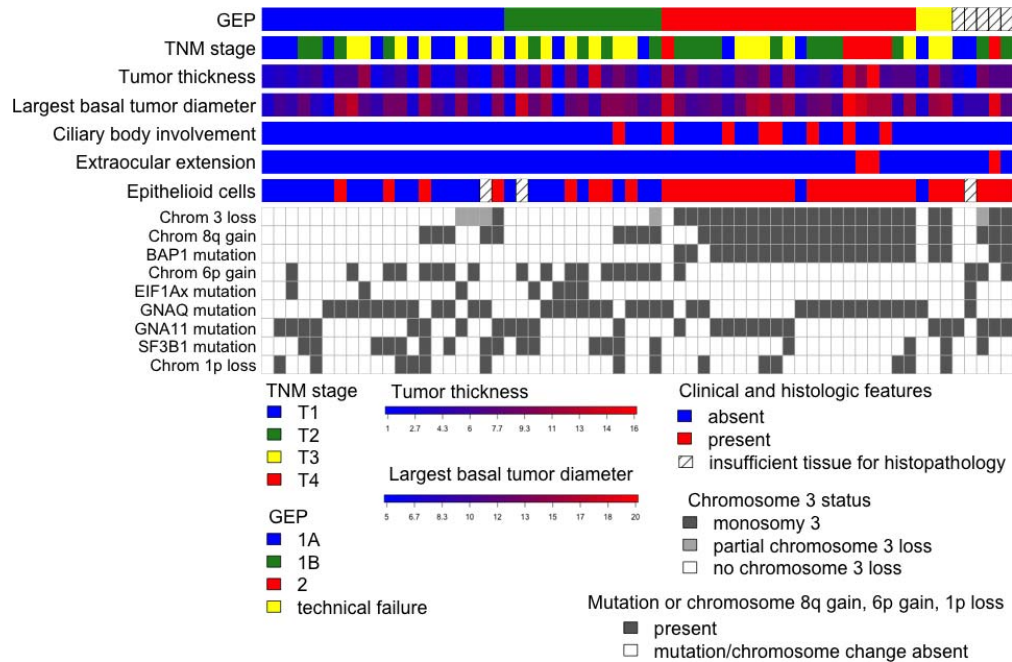 GEP
TNM stage
Tumor thickness
Largest basal tumor diameter
Ciliary body involvement
Extraocular extension
Epithelioid cells
Chrom 3 loss
Chrom 8q gain
BAP1 mutation
Chrom 6p gain
EIF1Ax mutation
GNAQ mutation
GNA11 mutation
SF3B1 mutation
Chrom 1p loss
TNM stage
T1
T2
T3
T4
GEP
1A
1B
2
technical failure
Tumor thickness
1 2.7 4.3 6 7.7 9.3 11 13 14 16
Largest basal tumor diameter
5 6.7 8.3 10 12 13 15 17 18 20
Clinical and histologic features
absent
present
insufficient tissue for histopathology
Chromosome 3 status
monosomy 3
partial chromosome 3 loss
no chromosome 3 loss
Mutation or chromosome 8q gain, 6p gain, 1p loss
present
mutation/chromosome change absent